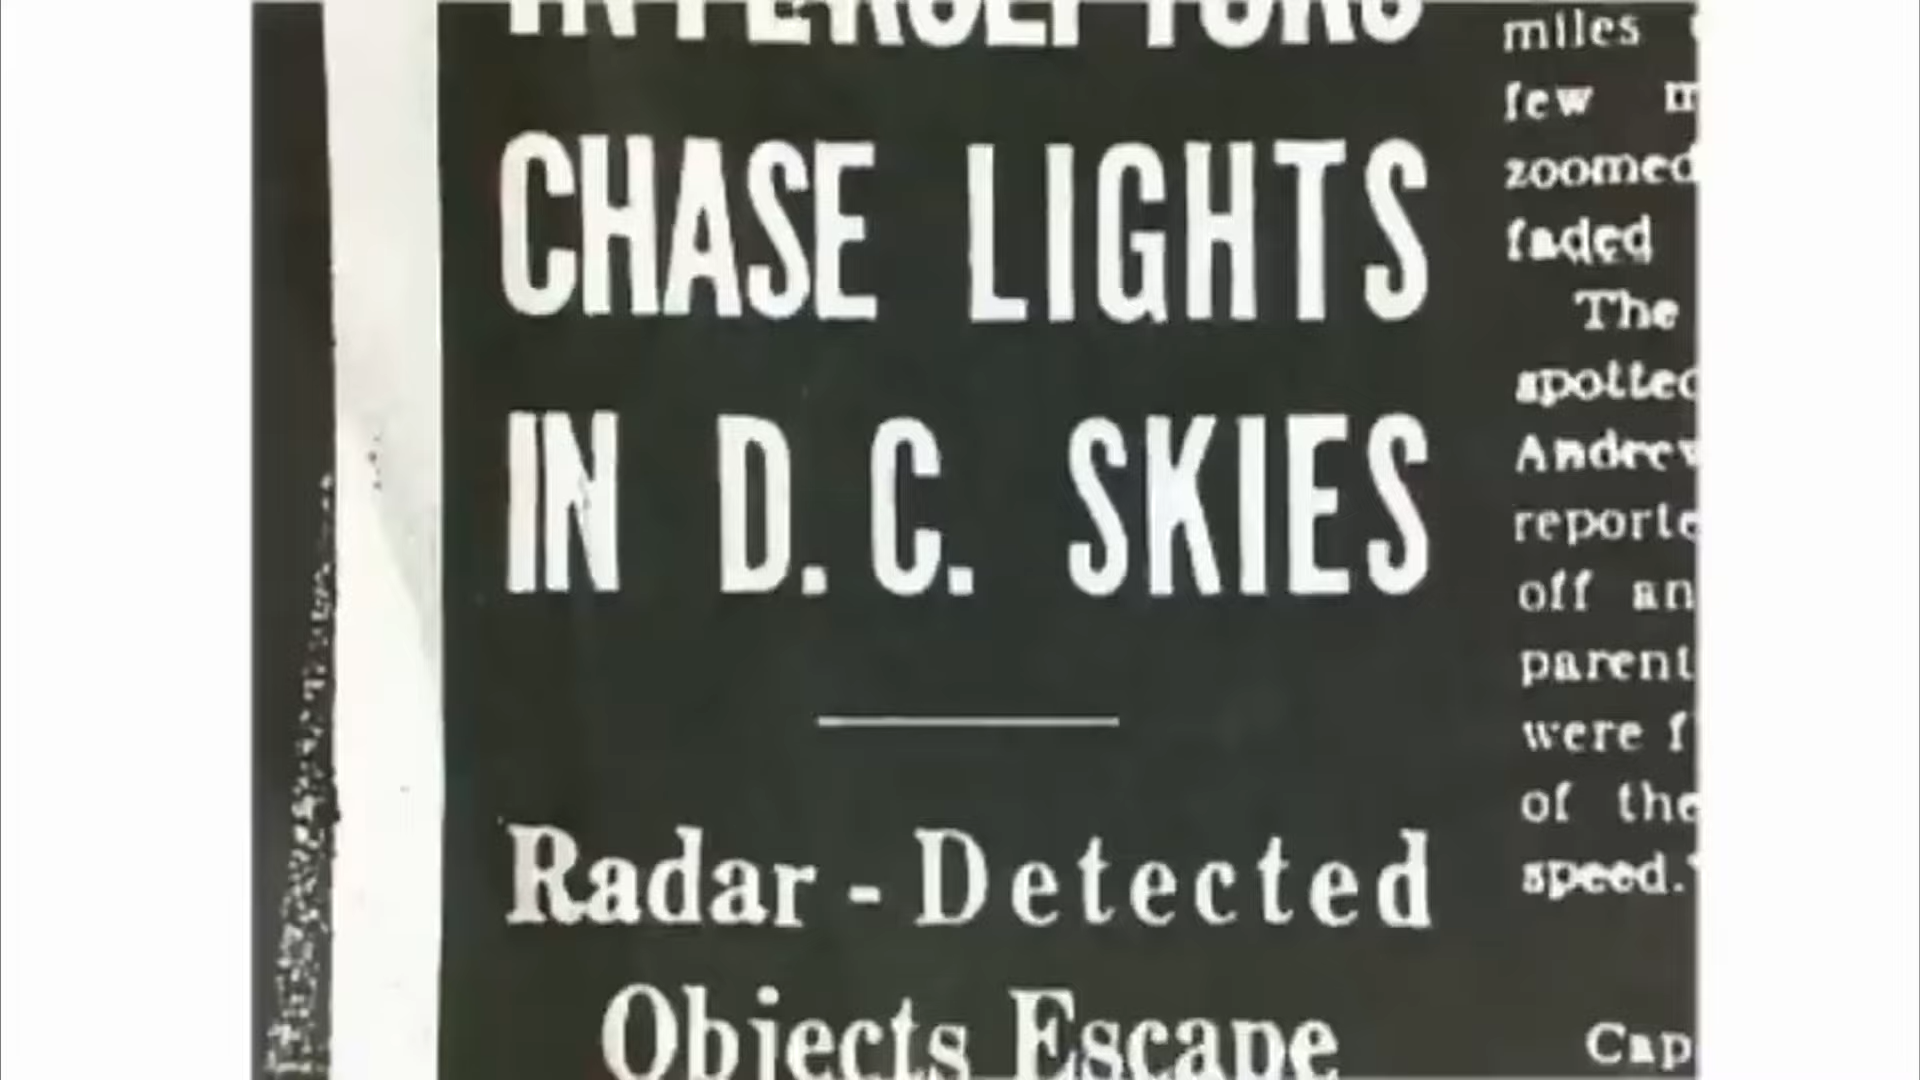 INTERCEPTORS
CHASE LIGHTS
IN D. C. SKIES
Radar - Detected
Objects Escape
miles
few
zoomed
faded
The
spotted
reporte
off an
parent
were f
of the
speed."
Cap